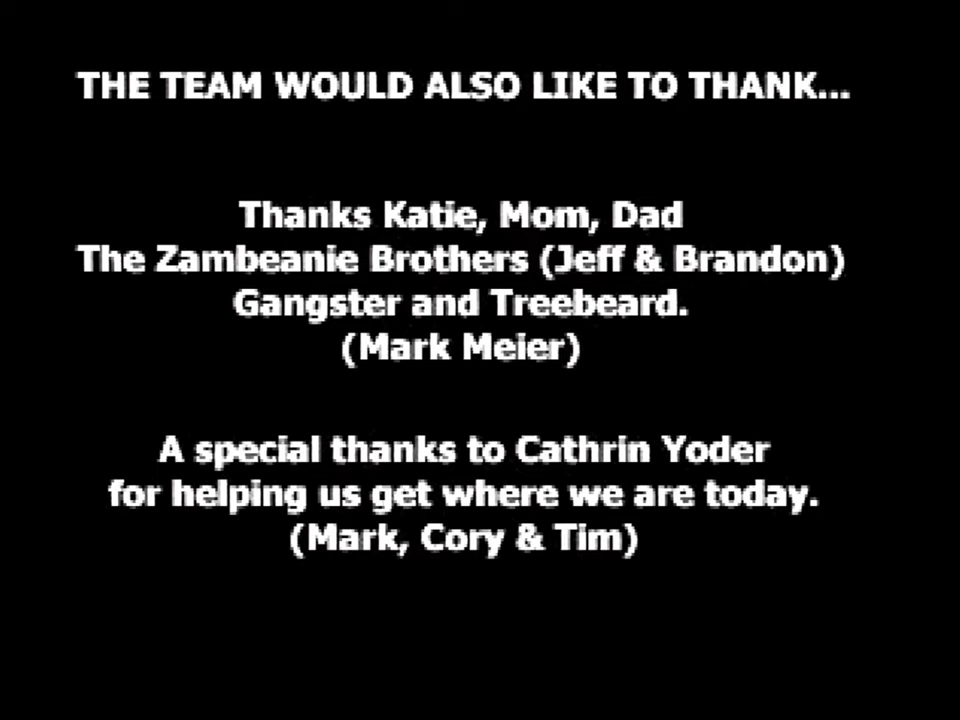 THE TEAM WOULD ALSO LIKE TO THANK...
Thanks Katie, Mom, Dad
The Zambeanie Brothers (Jeff & Brandon)
Gangster and Treebeard.
(Mark Meier)
A special thanks to Cathrin Yoder
for helping us get where we are today.
(Mark, Cory & Tim)